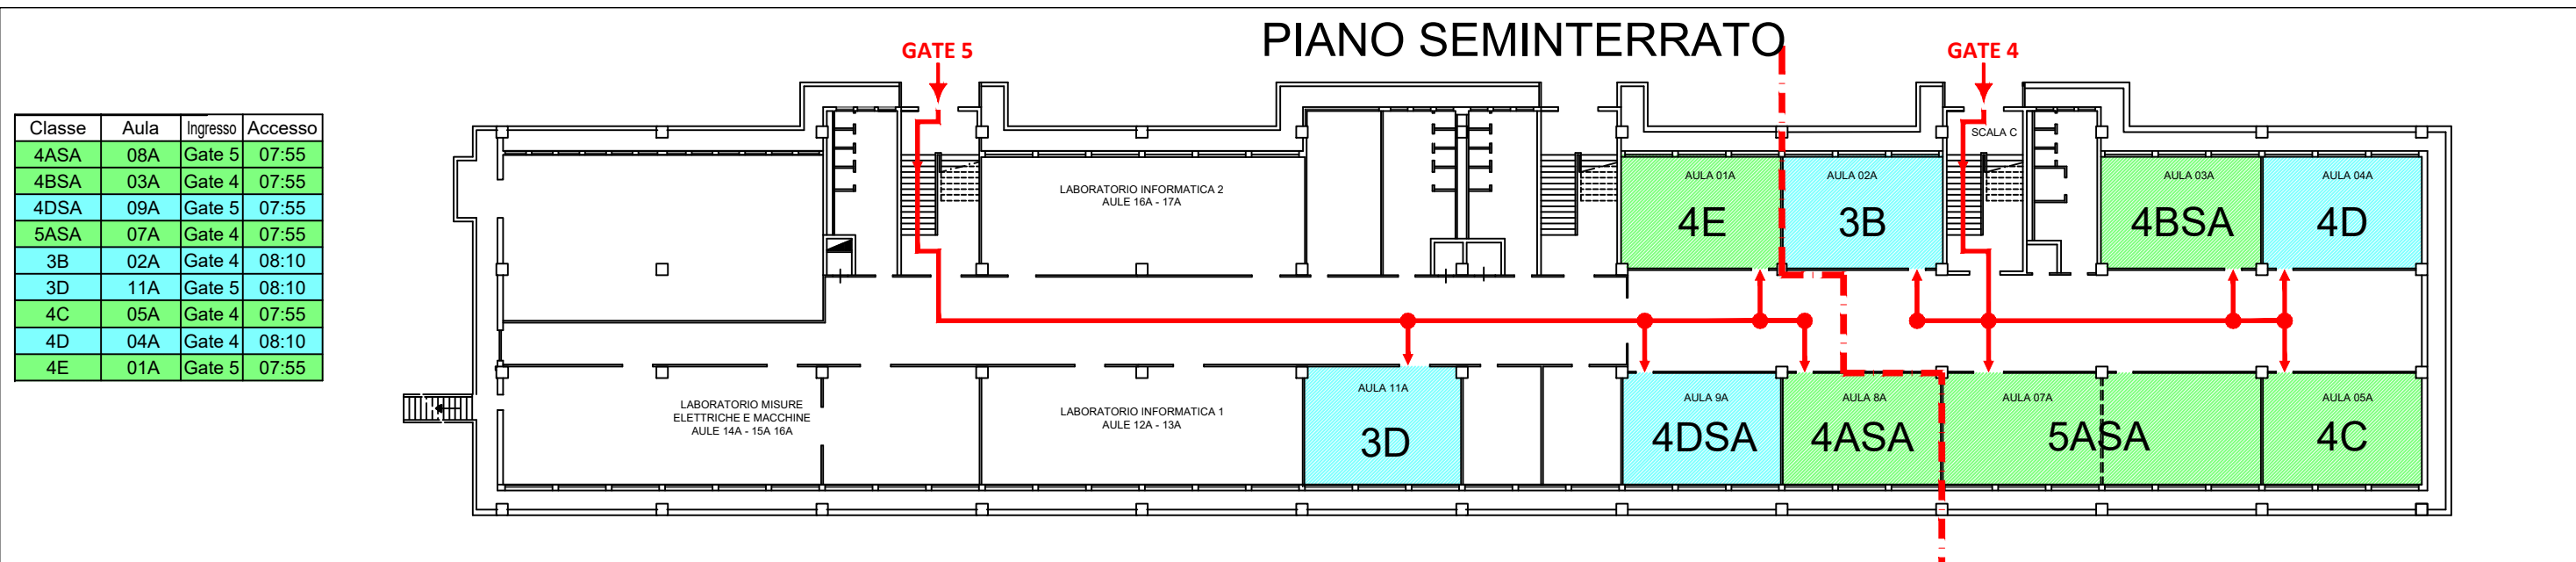 PIANO SEMINTERRATO
GATE 5
GATE 4
Classe Aula Ingresso Accesso
4ASA 08A Gate 5 07:55
4BSA 03A Gate 4 07:55
4DSA 09A Gate 5 07:55
5ASA 07A Gate 4 07:55
3B 02A Gate 4 08:10
3D 11A Gate 5 08:10
4C 05A Gate 4 07:55
4D 04A Gate 4 08:10
4E 01A Gate 5 07:55
SCALA C
LABORATORIO INFORMATICA 2
AULE 16A - 17A
AULA 01A
4E
AULA 02A
3B
AULA 03A
4BSA
AULA 04A
4D
LABORATORIO MISURE
ELETTRICHE E MACCHINE
AULE 14A - 15A 16A
LABORATORIO INFORMATICA 1
AULE 12A - 13A
AULA 11A
3D
AULA 9A
4DSA
AULA 8A
4ASA
AULA 07A
5ASA
AULA 05A
4C